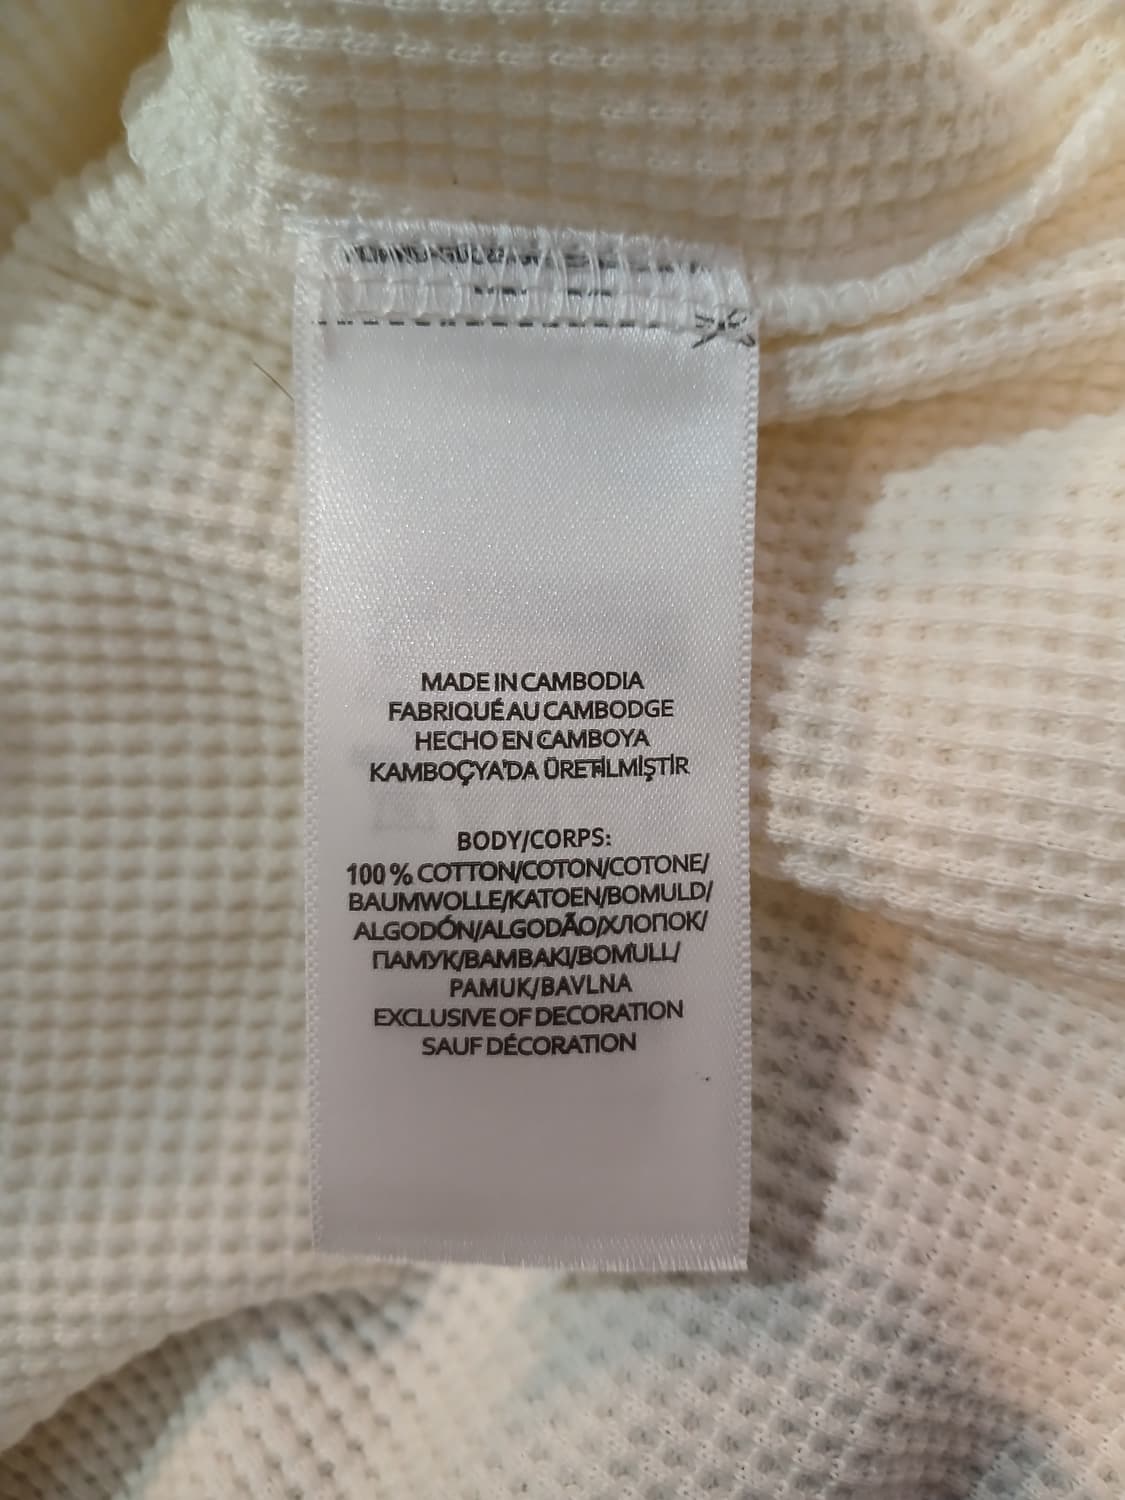 MADE IN CAMBODIA
FABRIQUÉ AU CAMBODGE
HECHO EN CAMBOYA
KAMBOÇYA'DA ÜRETİLMİŞTİR
BODY/CORPS:
100 % COTTON/COTON/COTONE/
BAUMWOLLE/KATOEN/BOMULD/
ALGODÓN/ALGODÃO/ХЛОПОК/
ПАМУК/BAMBAKI/BOMULL/
PAMUK/BAVLNA
EXCLUSIVE OF DECORATION
SAUF DÉCORATION